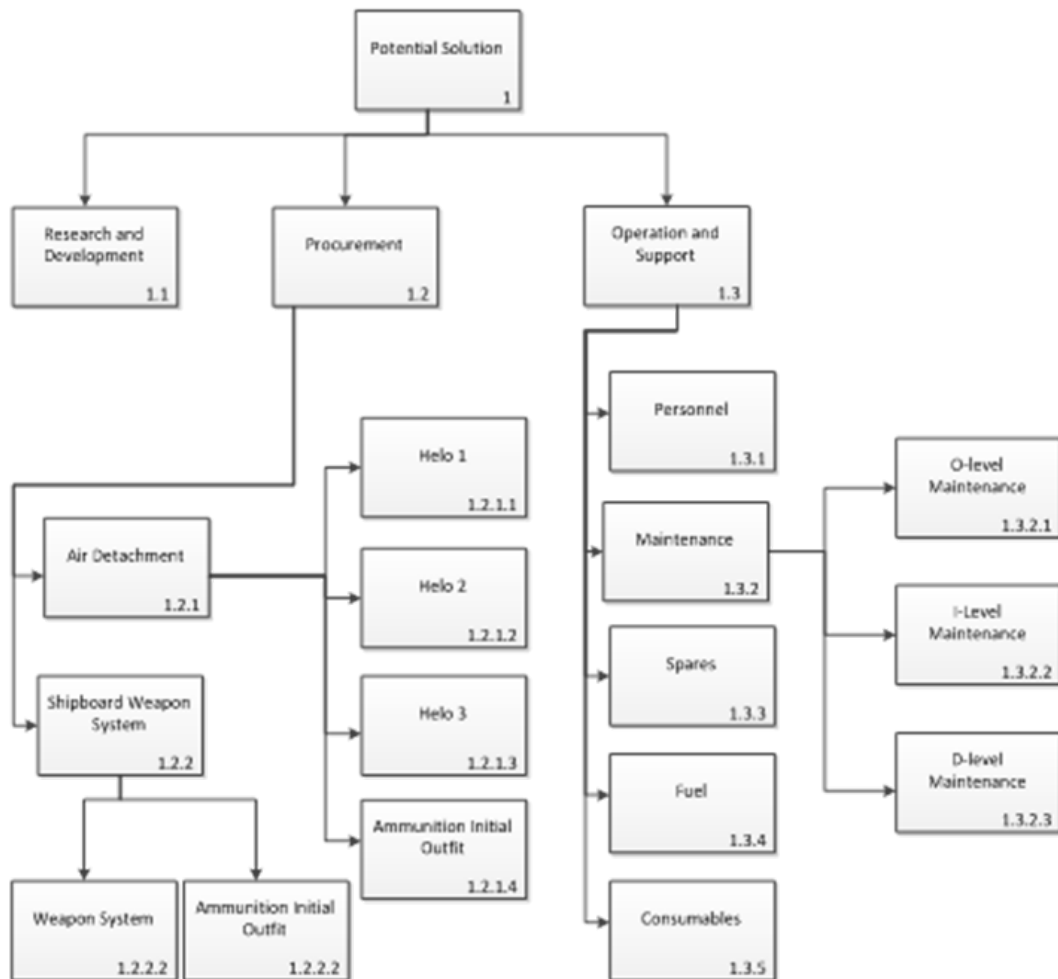 Potential Solution
1
Research and
Development
1.1
Procurement
1.2
Operation and
Support
1.3
Air Detachment
1.2.1
Shipboard Weapon
System
1.2.2
Weapon System
1.2.2.2
Ammunition Initial
Outfit
1.2.2.2
Helo 1
1.2.1.1
Helo 2
1.2.1.2
Helo 3
1.2.1.3
Ammunition Initial
Outfit
1.2.1.4
Personnel
1.3.1
Maintenance
1.3.2
Spares
1.3.3
Fuel
1.3.4
Consumables
1.3.5
O-level
Maintenance
1.3.2.1
I-Level
Maintenance
1.3.2.2
D-level
Maintenance
1.3.2.3